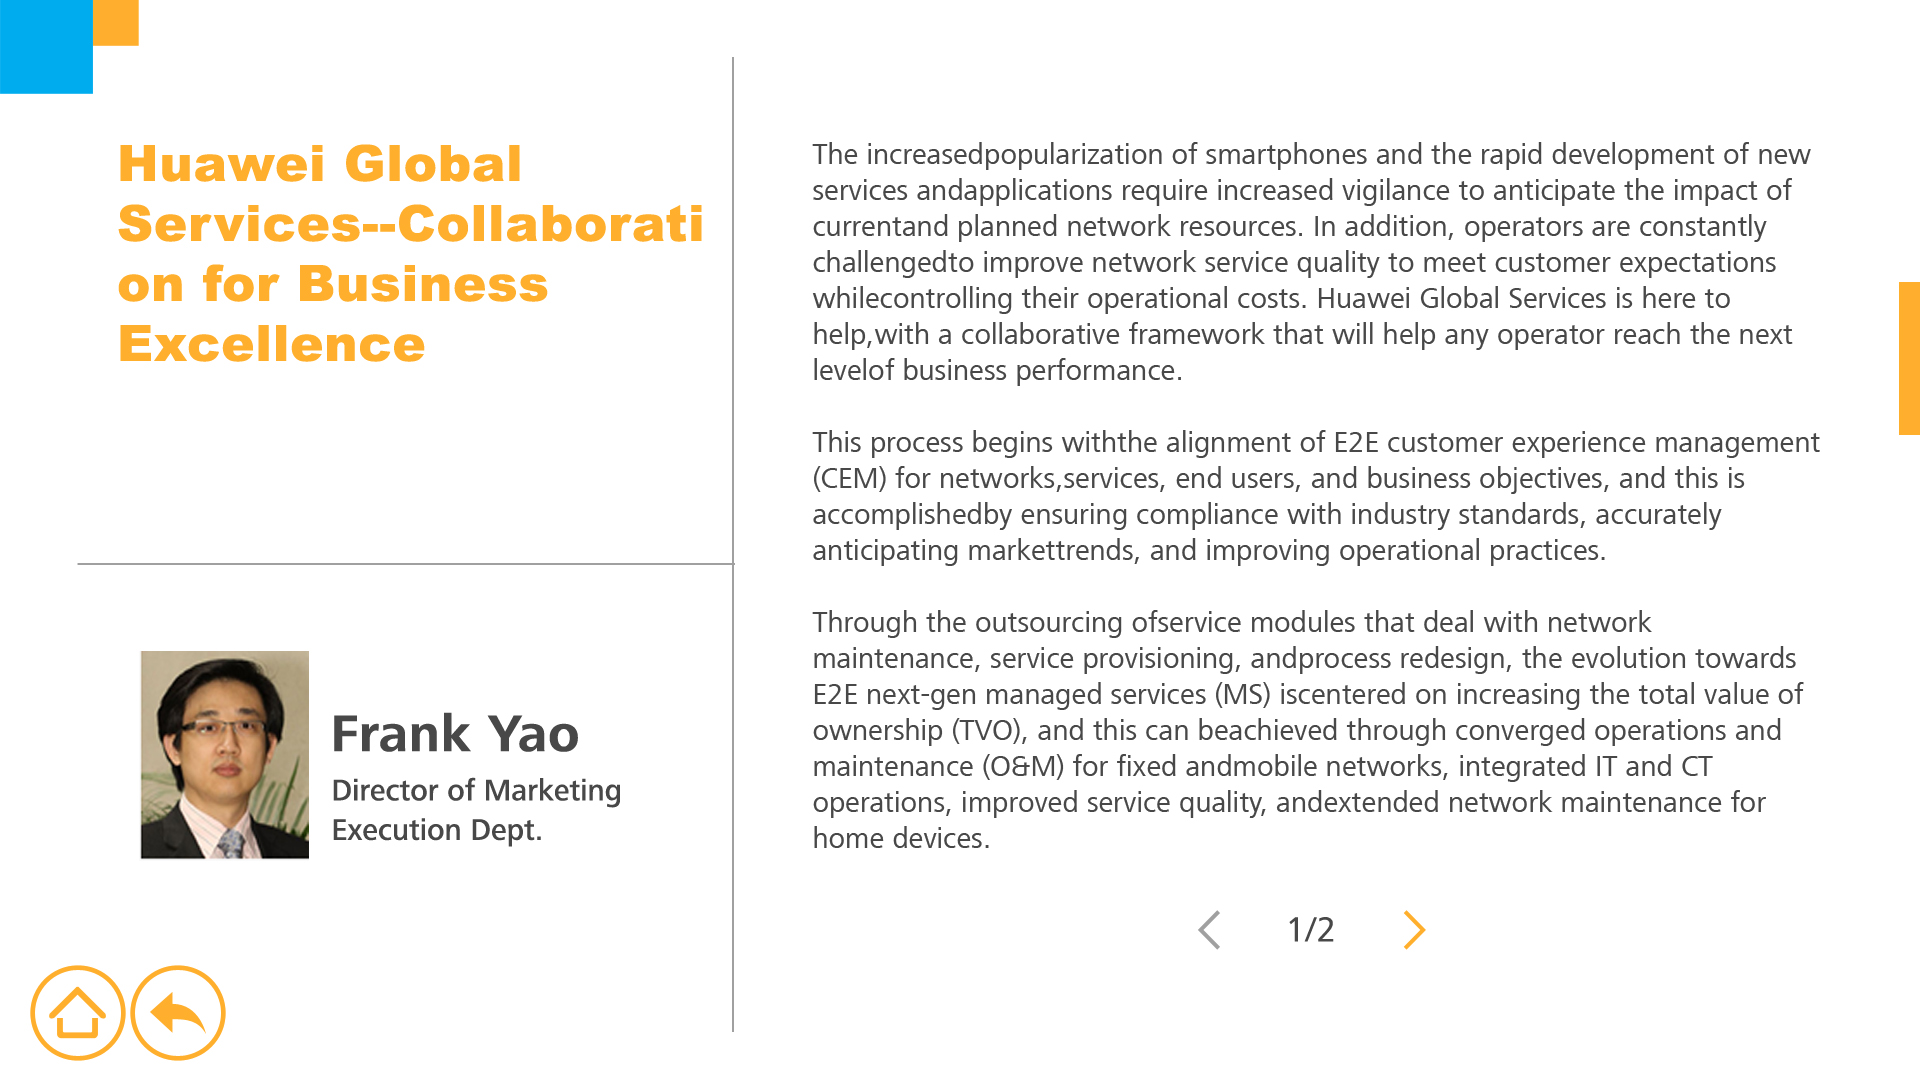 Huawei Global
Services--Collaborati
on for Business
Excellence
Frank Yao
Director of Marketing
Execution Dept.
The increasedpopularization of smartphones and the rapid development of new
services andapplications require increased vigilance to anticipate the impact of
currentand planned network resources. In addition, operators are constantly
challengedto improve network service quality to meet customer expectations
whilecontrolling their operational costs. Huawei Global Services is here to
help,with a collaborative framework that will help any operator reach the next
levelof business performance.
This process begins withthe alignment of E2E customer experience management
(CEM) for networks,services, end users, and business objectives, and this is
accomplishedby ensuring compliance with industry standards, accurately
anticipating markettrends, and improving operational practices.
Through the outsourcing ofservice modules that deal with network
maintenance, service provisioning, andprocess redesign, the evolution towards
E2E next-gen managed services (MS) iscentered on increasing the total value of
ownership (TVO), and this can beachieved through converged operations and
maintenance (O&M) for fixed andmobile networks, integrated IT and CT
operations, improved service quality, andextended network maintenance for
home devices.
1/2